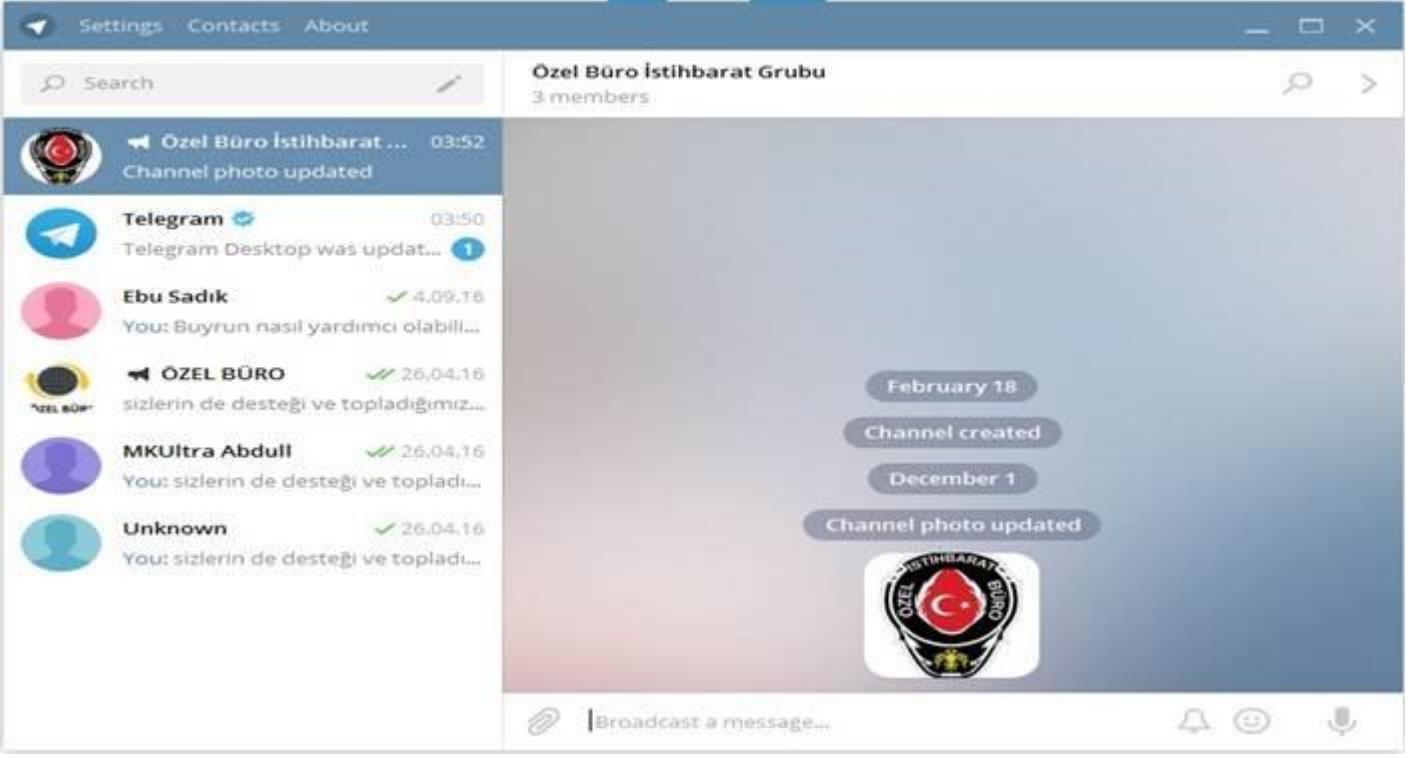 Settings Contacts About
Search
Özel Büro İstihbarat ... 03:52
Channel photo updated
Telegram 03:50
Telegram Desktop was updat... 1
Ebu Sadık 4.09.16
You: Buyrun nasıl yardımcı olabili...
ÖZEL BÜRO 26.04.16
sizlerin de desteği ve topladığımız...
MKUltra Abdull 26.04.16
You: sizlerin de desteği ve topladı...
Unknown 26.04.16
You: sizlerin de desteği ve topladı...
Özel Büro İstihbarat Grubu
3 members
February 18
Channel created
December 1
Channel photo updated
İSTİHBARAT
ÖZEL BÜRO
Broadcast a message...